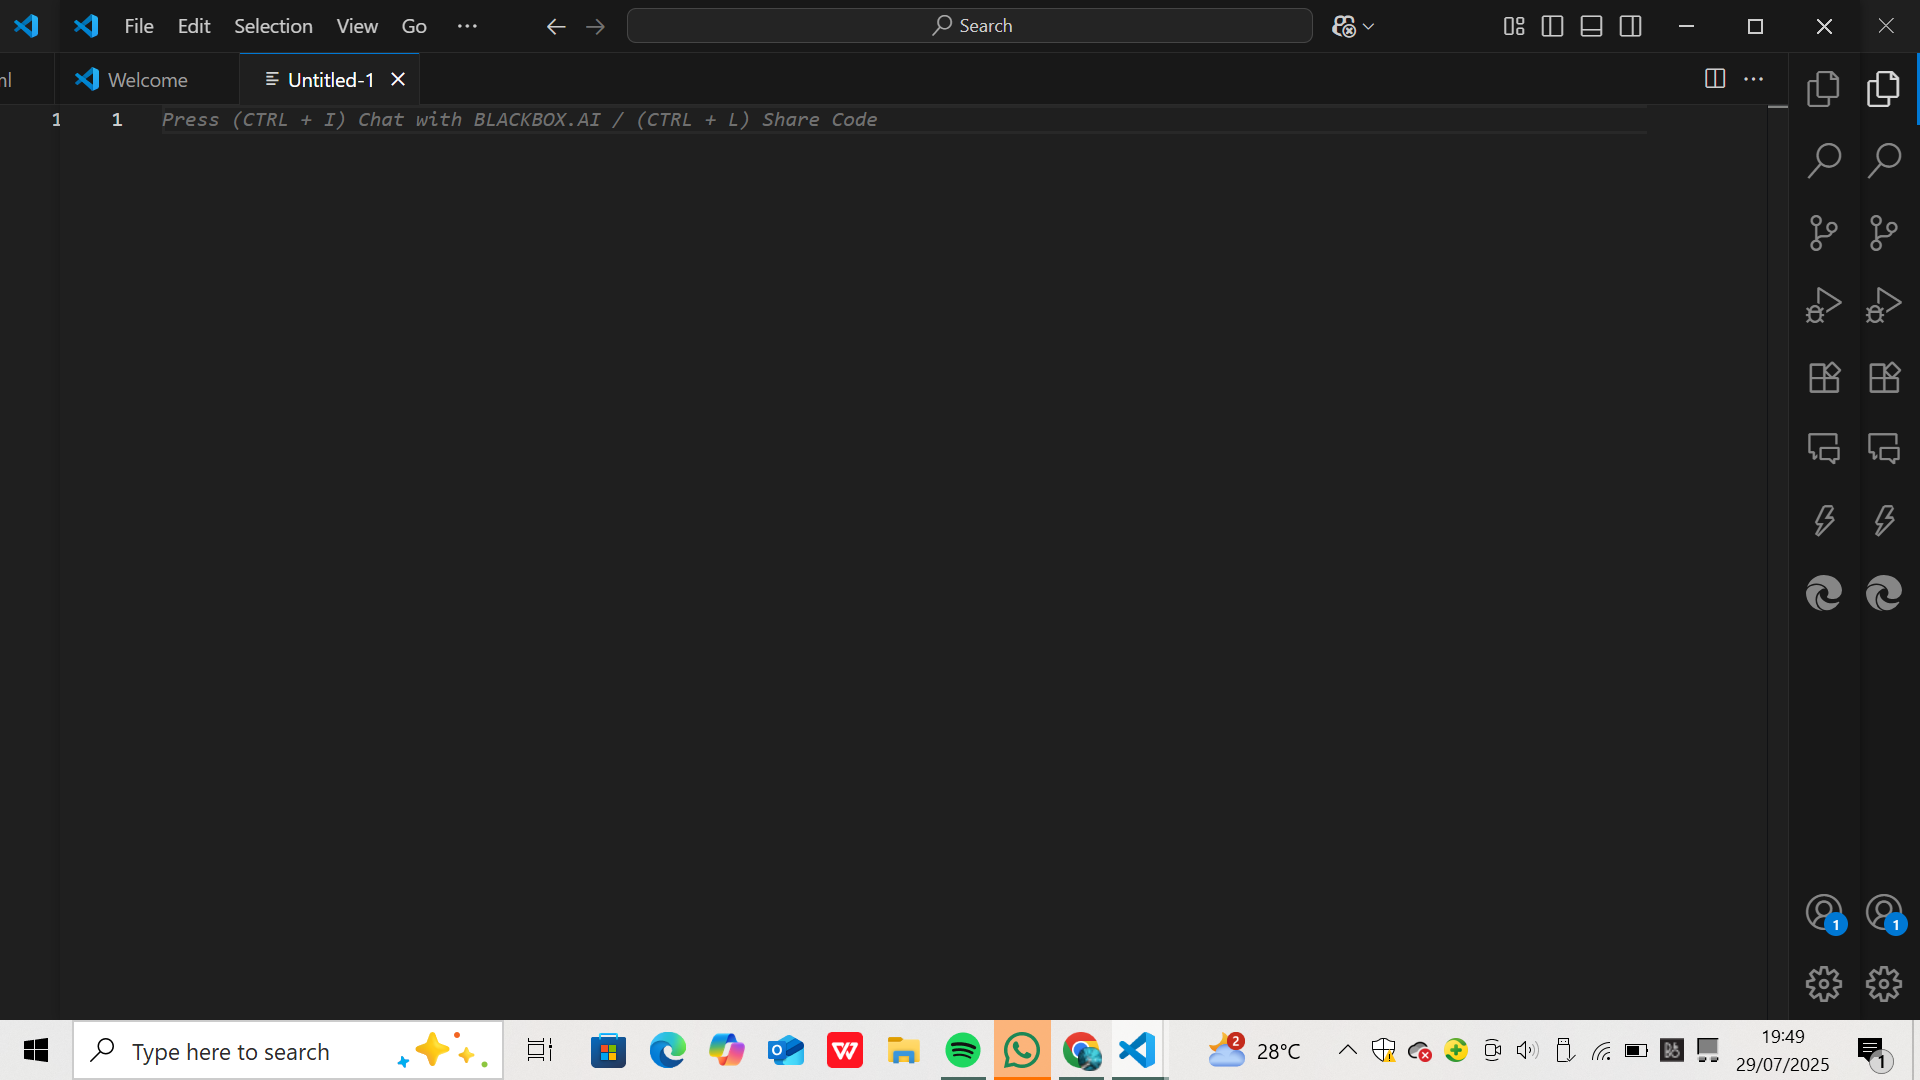 File Edit Selection View Go ···
Search
ml
Welcome
Untitled-1
1
1 Press (CTRL + I) Chat with BLACKBOX.AI / (CTRL + L) Share Code
1
1
Type here to search
2
28°C
19:49
29/07/2025
1